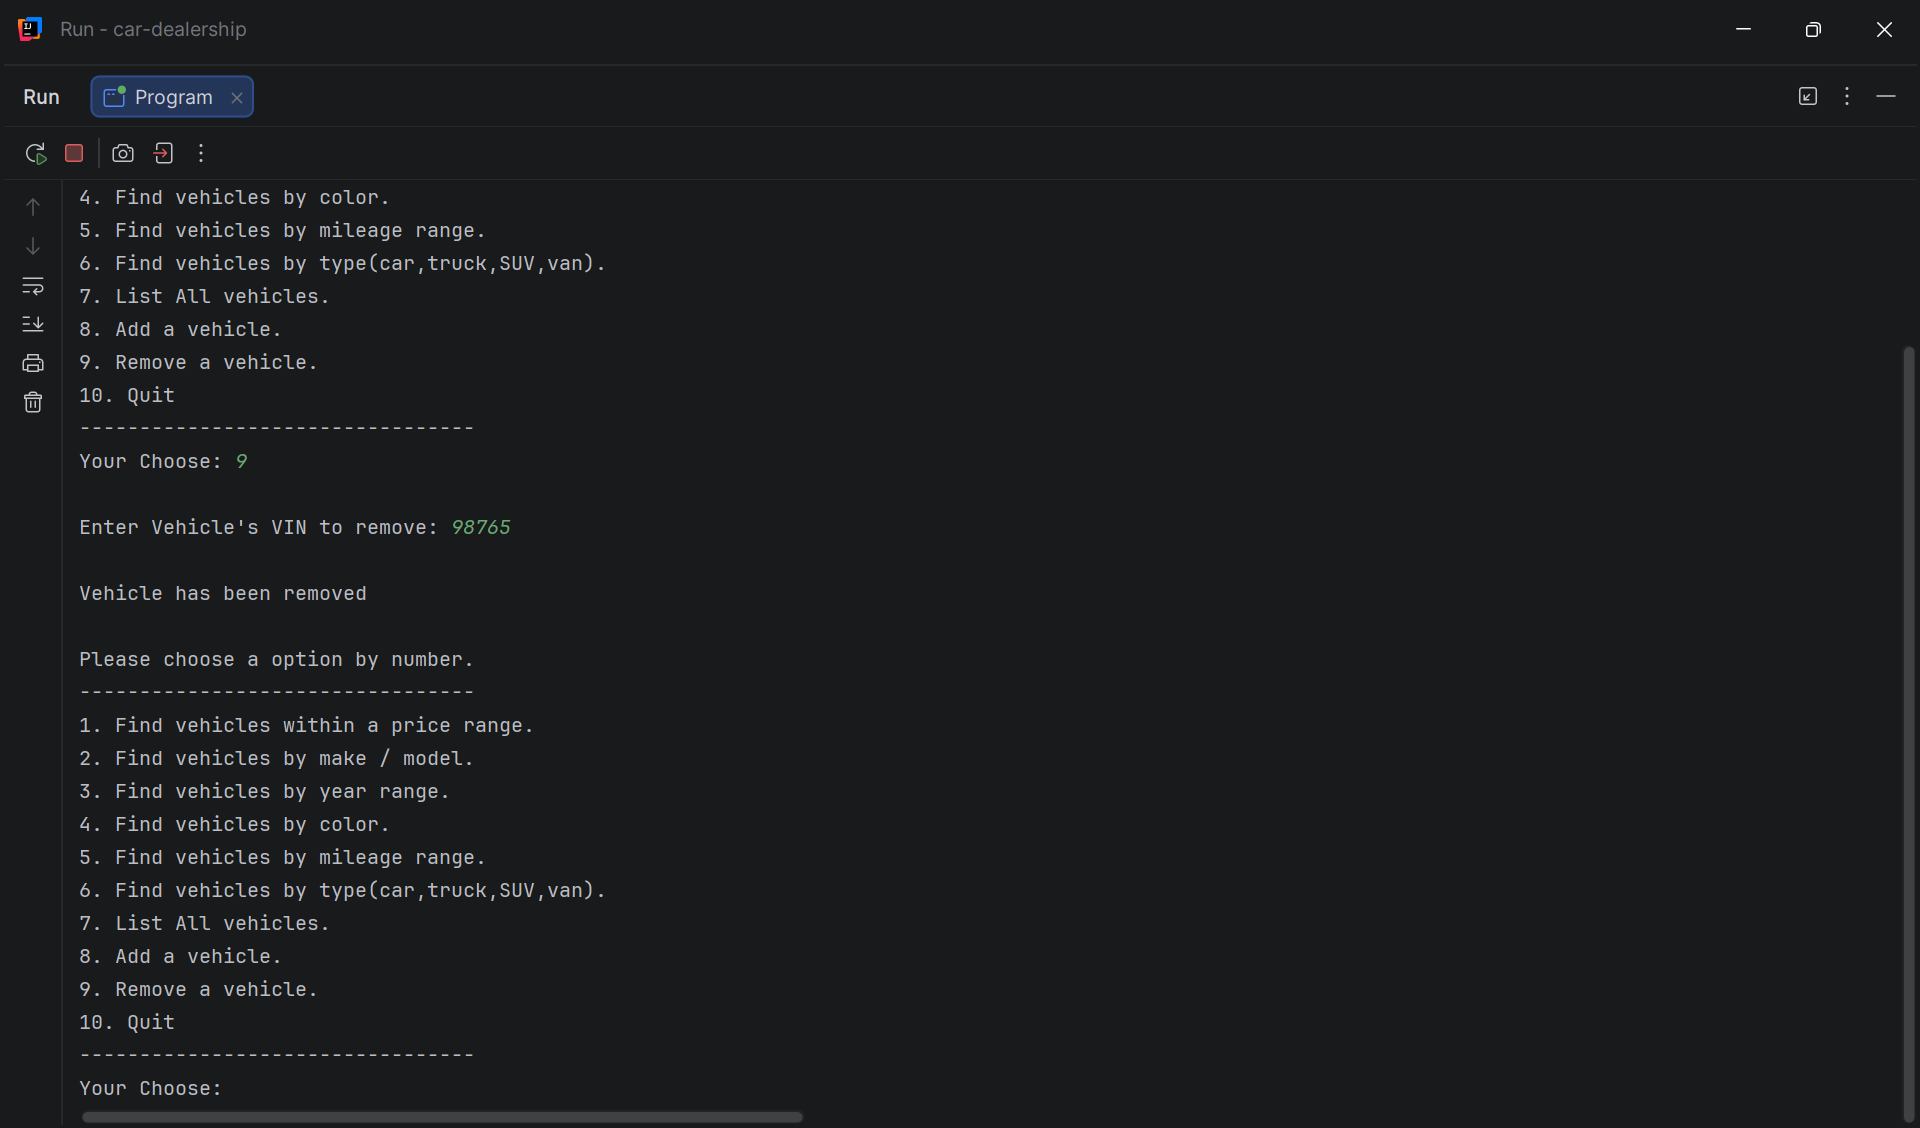 Run - car-dealership
Run
Program
4. Find vehicles by color.
5. Find vehicles by mileage range.
6. Find vehicles by type(car,truck,SUV,van).
7. List All vehicles.
8. Add a vehicle.
9. Remove a vehicle.
10. Quit
---------------------------------
Your Choose: 9
Enter Vehicle's VIN to remove: 98765
Vehicle has been removed
Please choose a option by number.
---------------------------------
1. Find vehicles within a price range.
2. Find vehicles by make / model.
3. Find vehicles by year range.
4. Find vehicles by color.
5. Find vehicles by mileage range.
6. Find vehicles by type(car,truck,SUV,van).
7. List All vehicles.
8. Add a vehicle.
9. Remove a vehicle.
10. Quit
---------------------------------
Your Choose: